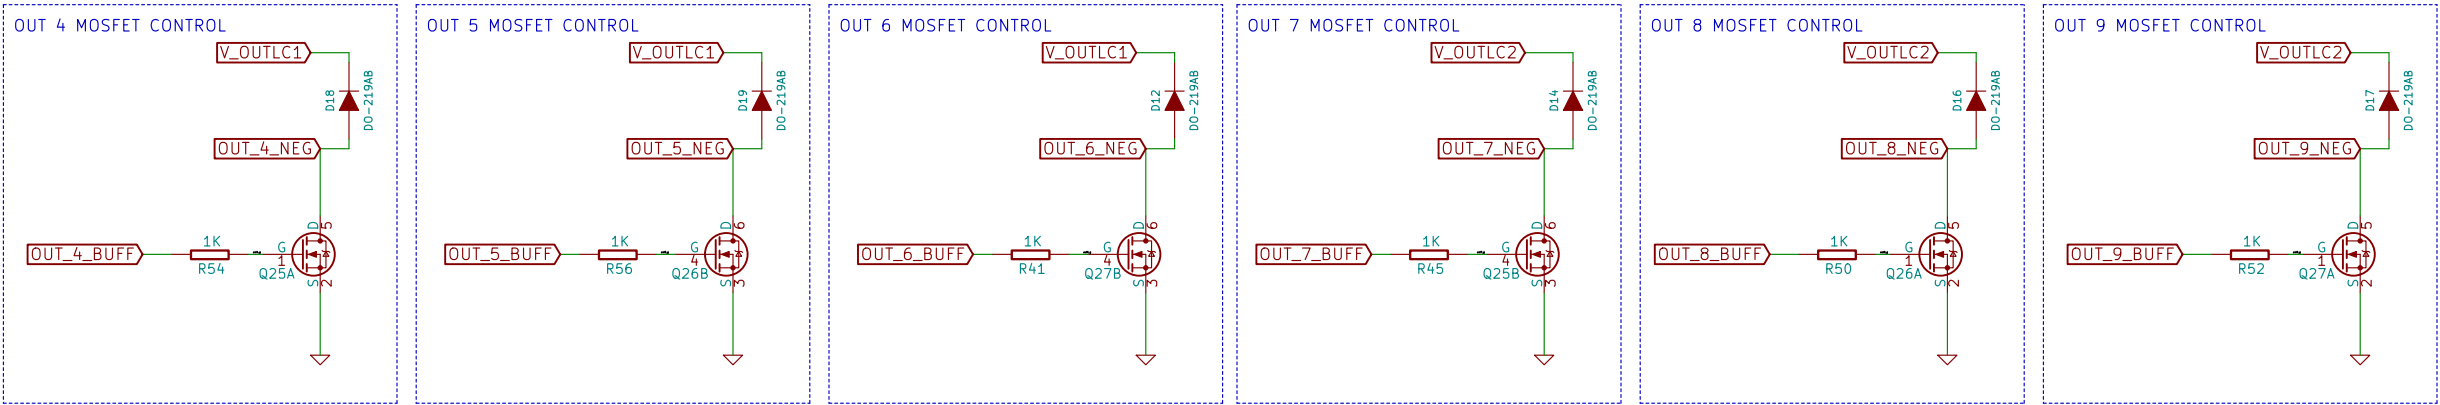 OUT 4 MOSFET CONTROL
V_OUTLC1
D18
DO-219AB
OUT_4_NEG
OUT_4_BUFF
1K
R54
G
1
Q25A
D
5
S
2
OUT 5 MOSFET CONTROL
V_OUTLC1
D19
DO-219AB
OUT_5_NEG
OUT_5_BUFF
1K
R56
G
4
Q26B
D
6
S
3
OUT 6 MOSFET CONTROL
V_OUTLC1
D12
DO-219AB
OUT_6_NEG
OUT_6_BUFF
1K
R41
G
4
Q27B
D
6
S
3
OUT 7 MOSFET CONTROL
V_OUTLC2
D14
DO-219AB
OUT_7_NEG
OUT_7_BUFF
1K
R45
G
4
Q25B
D
6
S
3
OUT 8 MOSFET CONTROL
V_OUTLC2
D16
DO-219AB
OUT_8_NEG
OUT_8_BUFF
1K
R50
G
1
Q26A
D
5
S
2
OUT 9 MOSFET CONTROL
V_OUTLC2
D17
DO-219AB
OUT_9_NEG
OUT_9_BUFF
1K
R52
G
1
Q27A
D
5
S
2